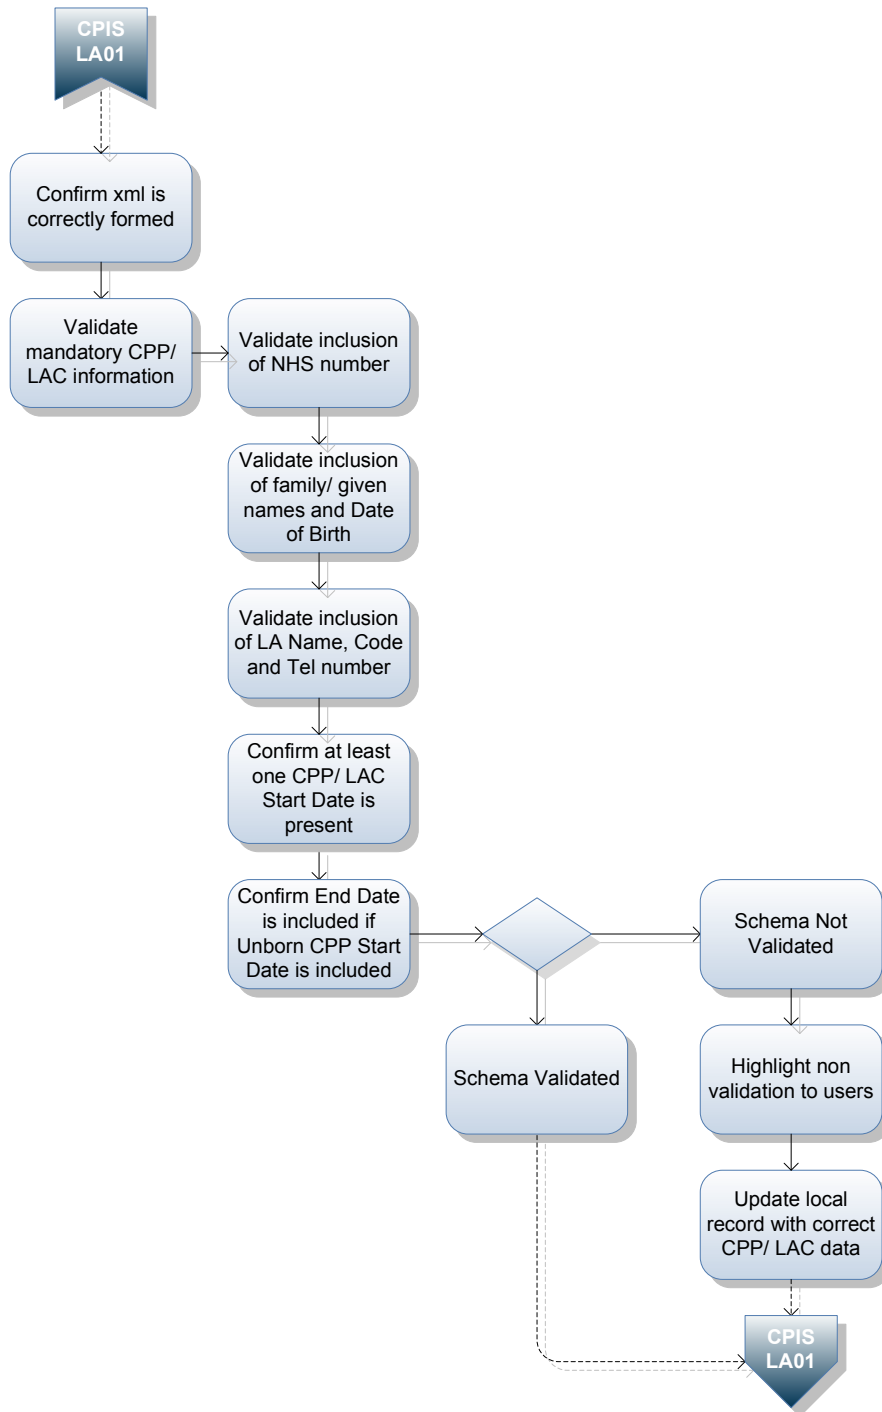 CPIS
LA01
Confirm xml is
correctly formed
Validate
mandatory CPP/
LAC information
Validate inclusion
of NHS number
Validate inclusion
of family/ given
names and Date
of Birth
Validate inclusion
of LA Name, Code
and Tel number
Confirm at least
one CPP/ LAC
Start Date is
present
Confirm End Date
is included if
Unborn CPP Start
Date is included
Schema Not
Validated
Schema Validated
Highlight non
validation to users
Update local
record with correct
CPP/ LAC data
CPIS
LA01